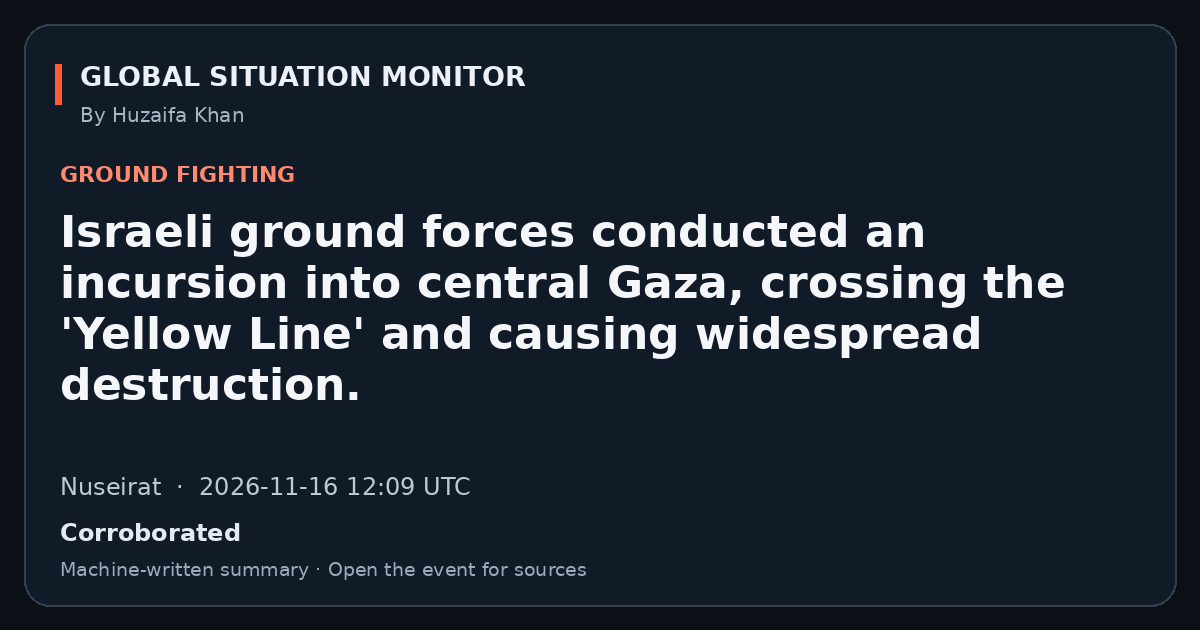 GLOBAL SITUATION MONITOR
By Huzaifa Khan
GROUND FIGHTING
Israeli ground forces conducted an
incursion into central Gaza, crossing the
'Yellow Line' and causing widespread
destruction.
Nuseirat · 2026-11-16 12:09 UTC
Corroborated
Machine-written summary · Open the event for sources